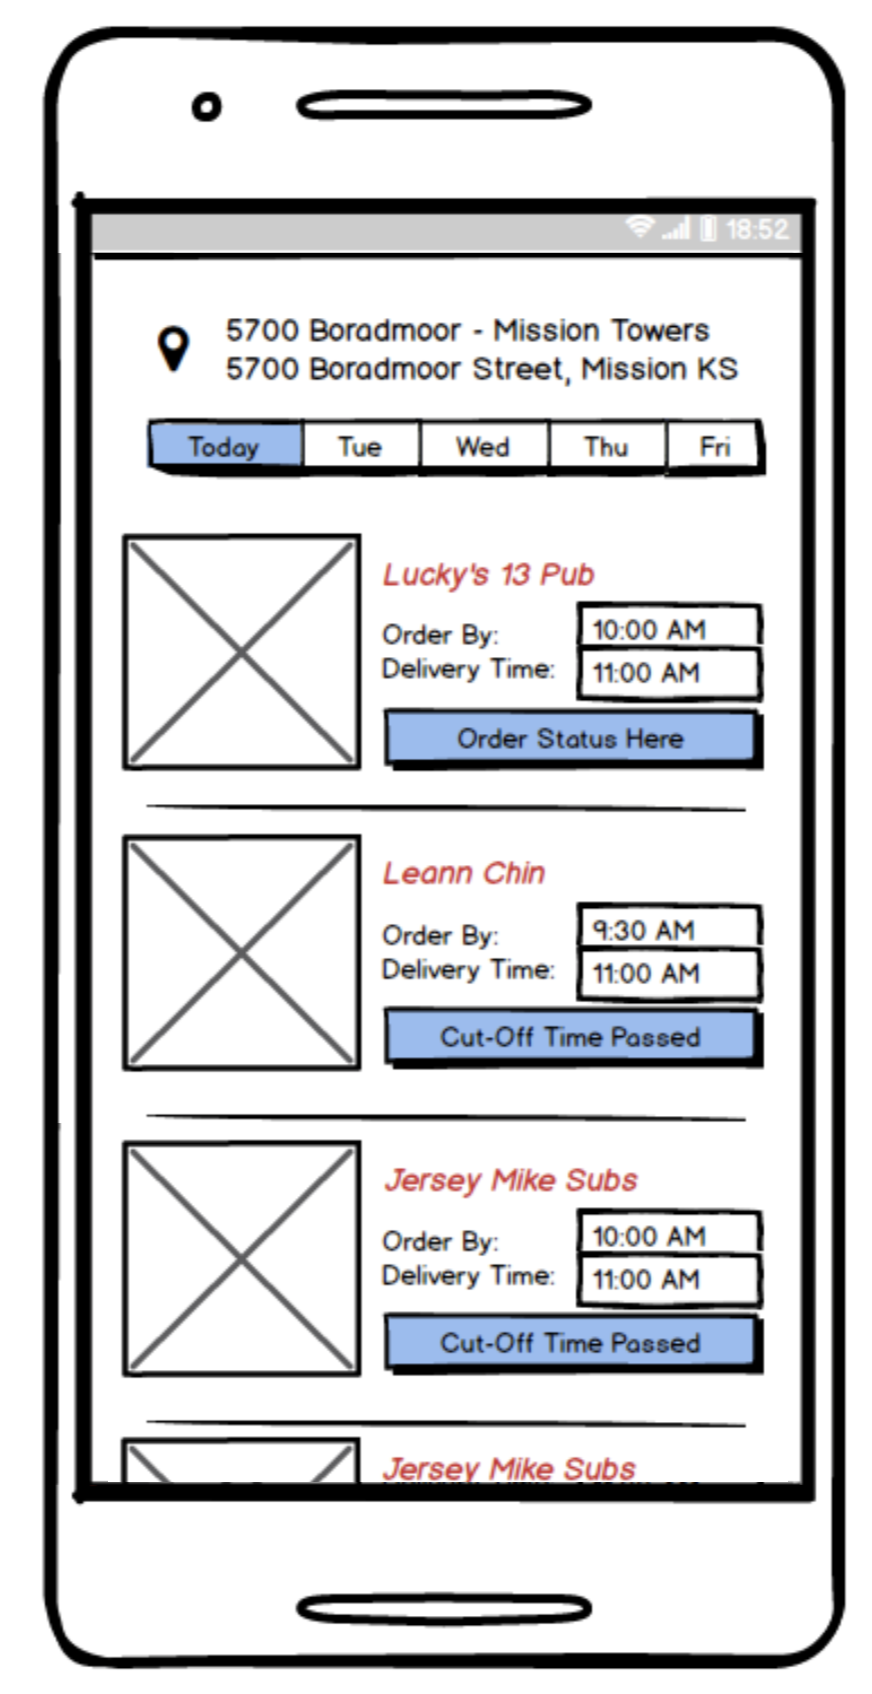 18:52
5700 Boradmoor - Mission Towers
5700 Boradmoor Street, Mission KS
Today Tue Wed Thu Fri
Lucky's 13 Pub
Order By: 10:00 AM
Delivery Time: 11:00 AM
Order Status Here
Leann Chin
Order By: 9:30 AM
Delivery Time: 11:00 AM
Cut-Off Time Passed
Jersey Mike Subs
Order By: 10:00 AM
Delivery Time: 11:00 AM
Cut-Off Time Passed
Jersey Mike Subs